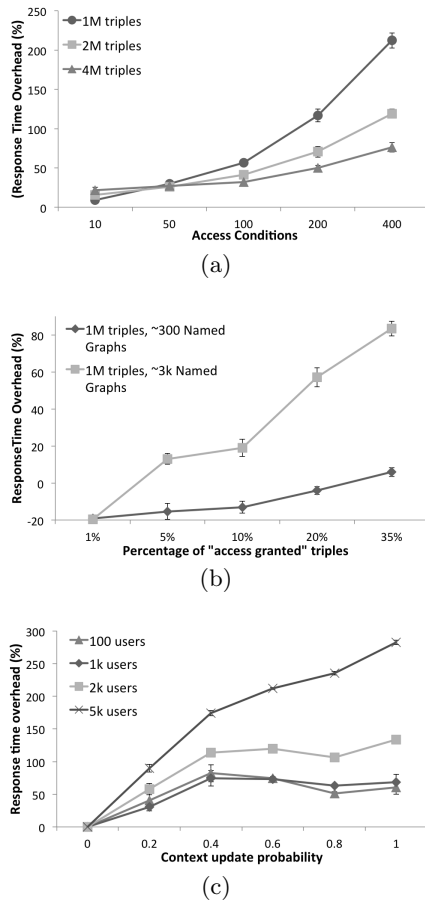 (Response Time Overhead (%)
250
200
150
100
50
0
1M triples
2M triples
4M triples
10 50 100 200 400
Access Conditions
(a)
ResponseTime Overhead (%)
80
60
40
20
0
-20
1M triples, ~300 Named
Graphs
1M triples, ~3k Named
Graphs
1% 5% 10% 20% 35%
Percentage of "access granted" triples
(b)
Response time overhead (%)
300
250
200
150
100
50
0
100 users
1k users
2k users
5k users
0 0.2 0.4 0.6 0.8 1
Context update probability
(c)